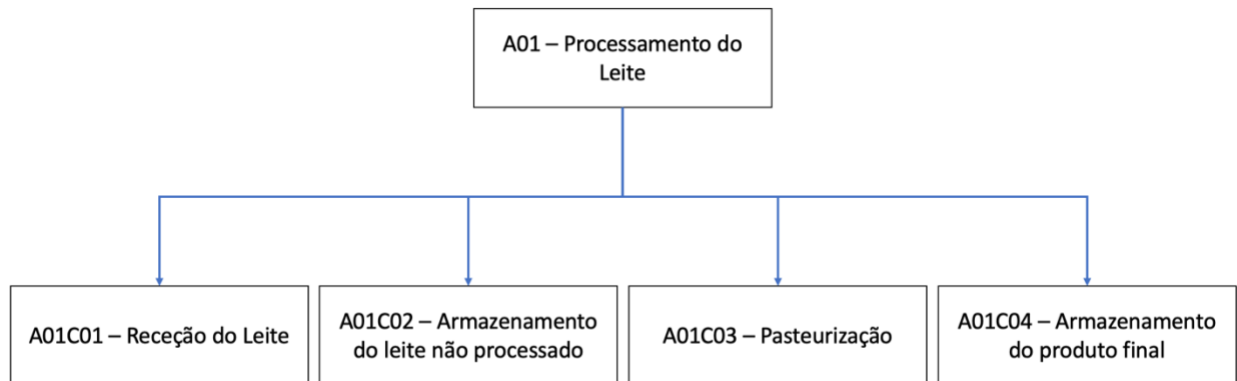 A01 – Processamento do
Leite
A01C01 – Receção do Leite
A01C02 – Armazenamento
do leite não processado
A01C03 – Pasteurização
A01C04 – Armazenamento
do produto final